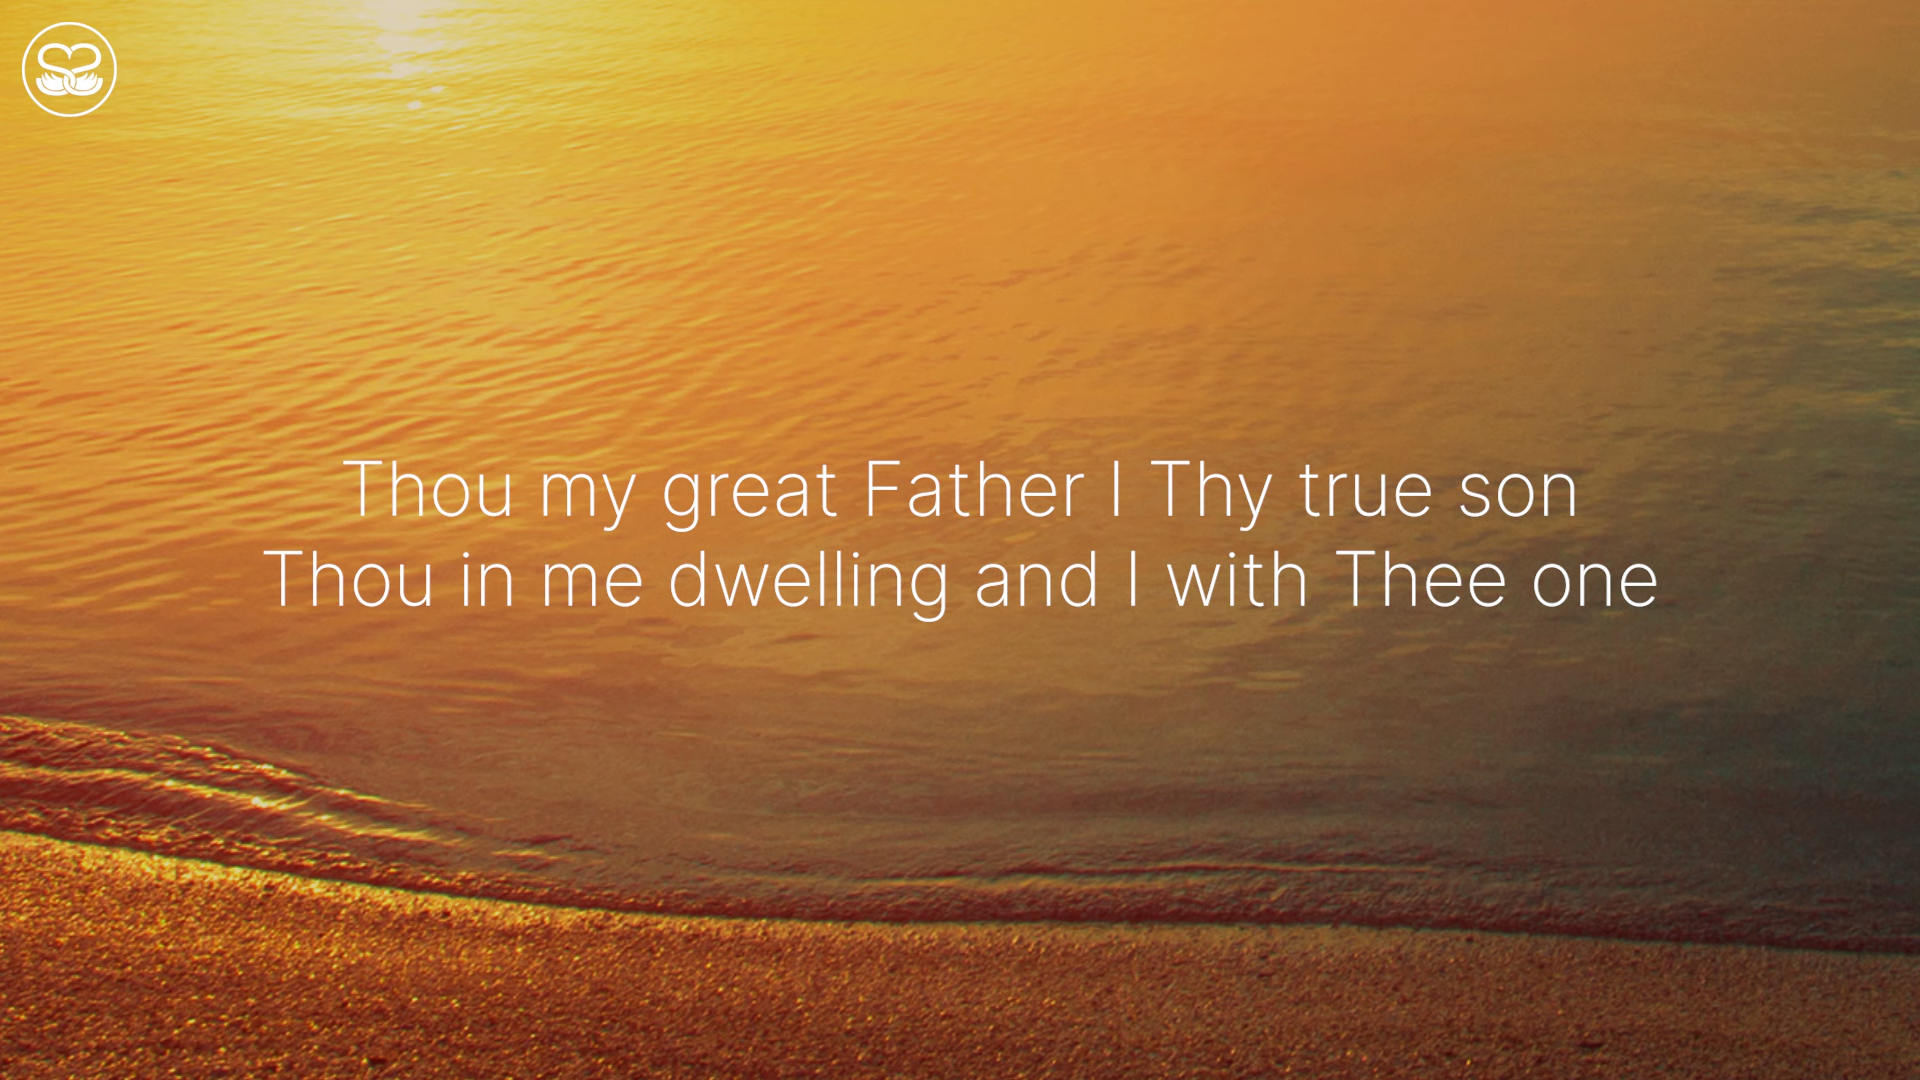 Thou my great Father I Thy true son
Thou in me dwelling and I with Thee one